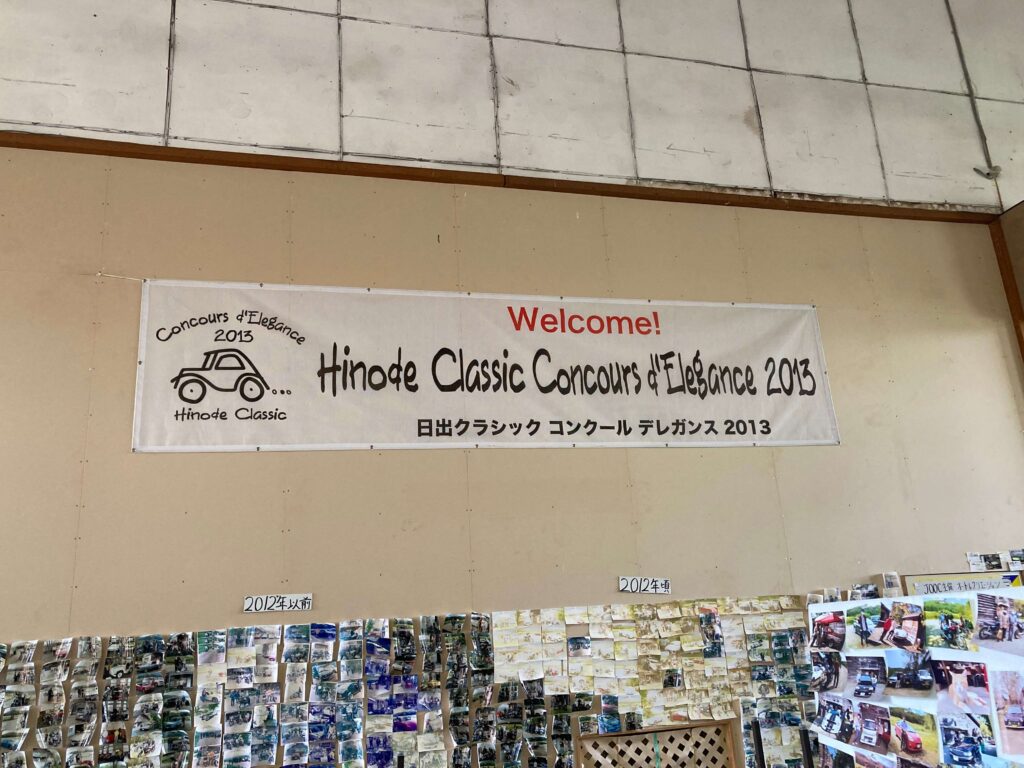 Concours d'Elegance
2013
Hinode Classic
Welcome!
Hinode Classic Concours d'Elegance 2013
日出クラシック コンクール デレガンス 2013
2012年以前
2012年頃